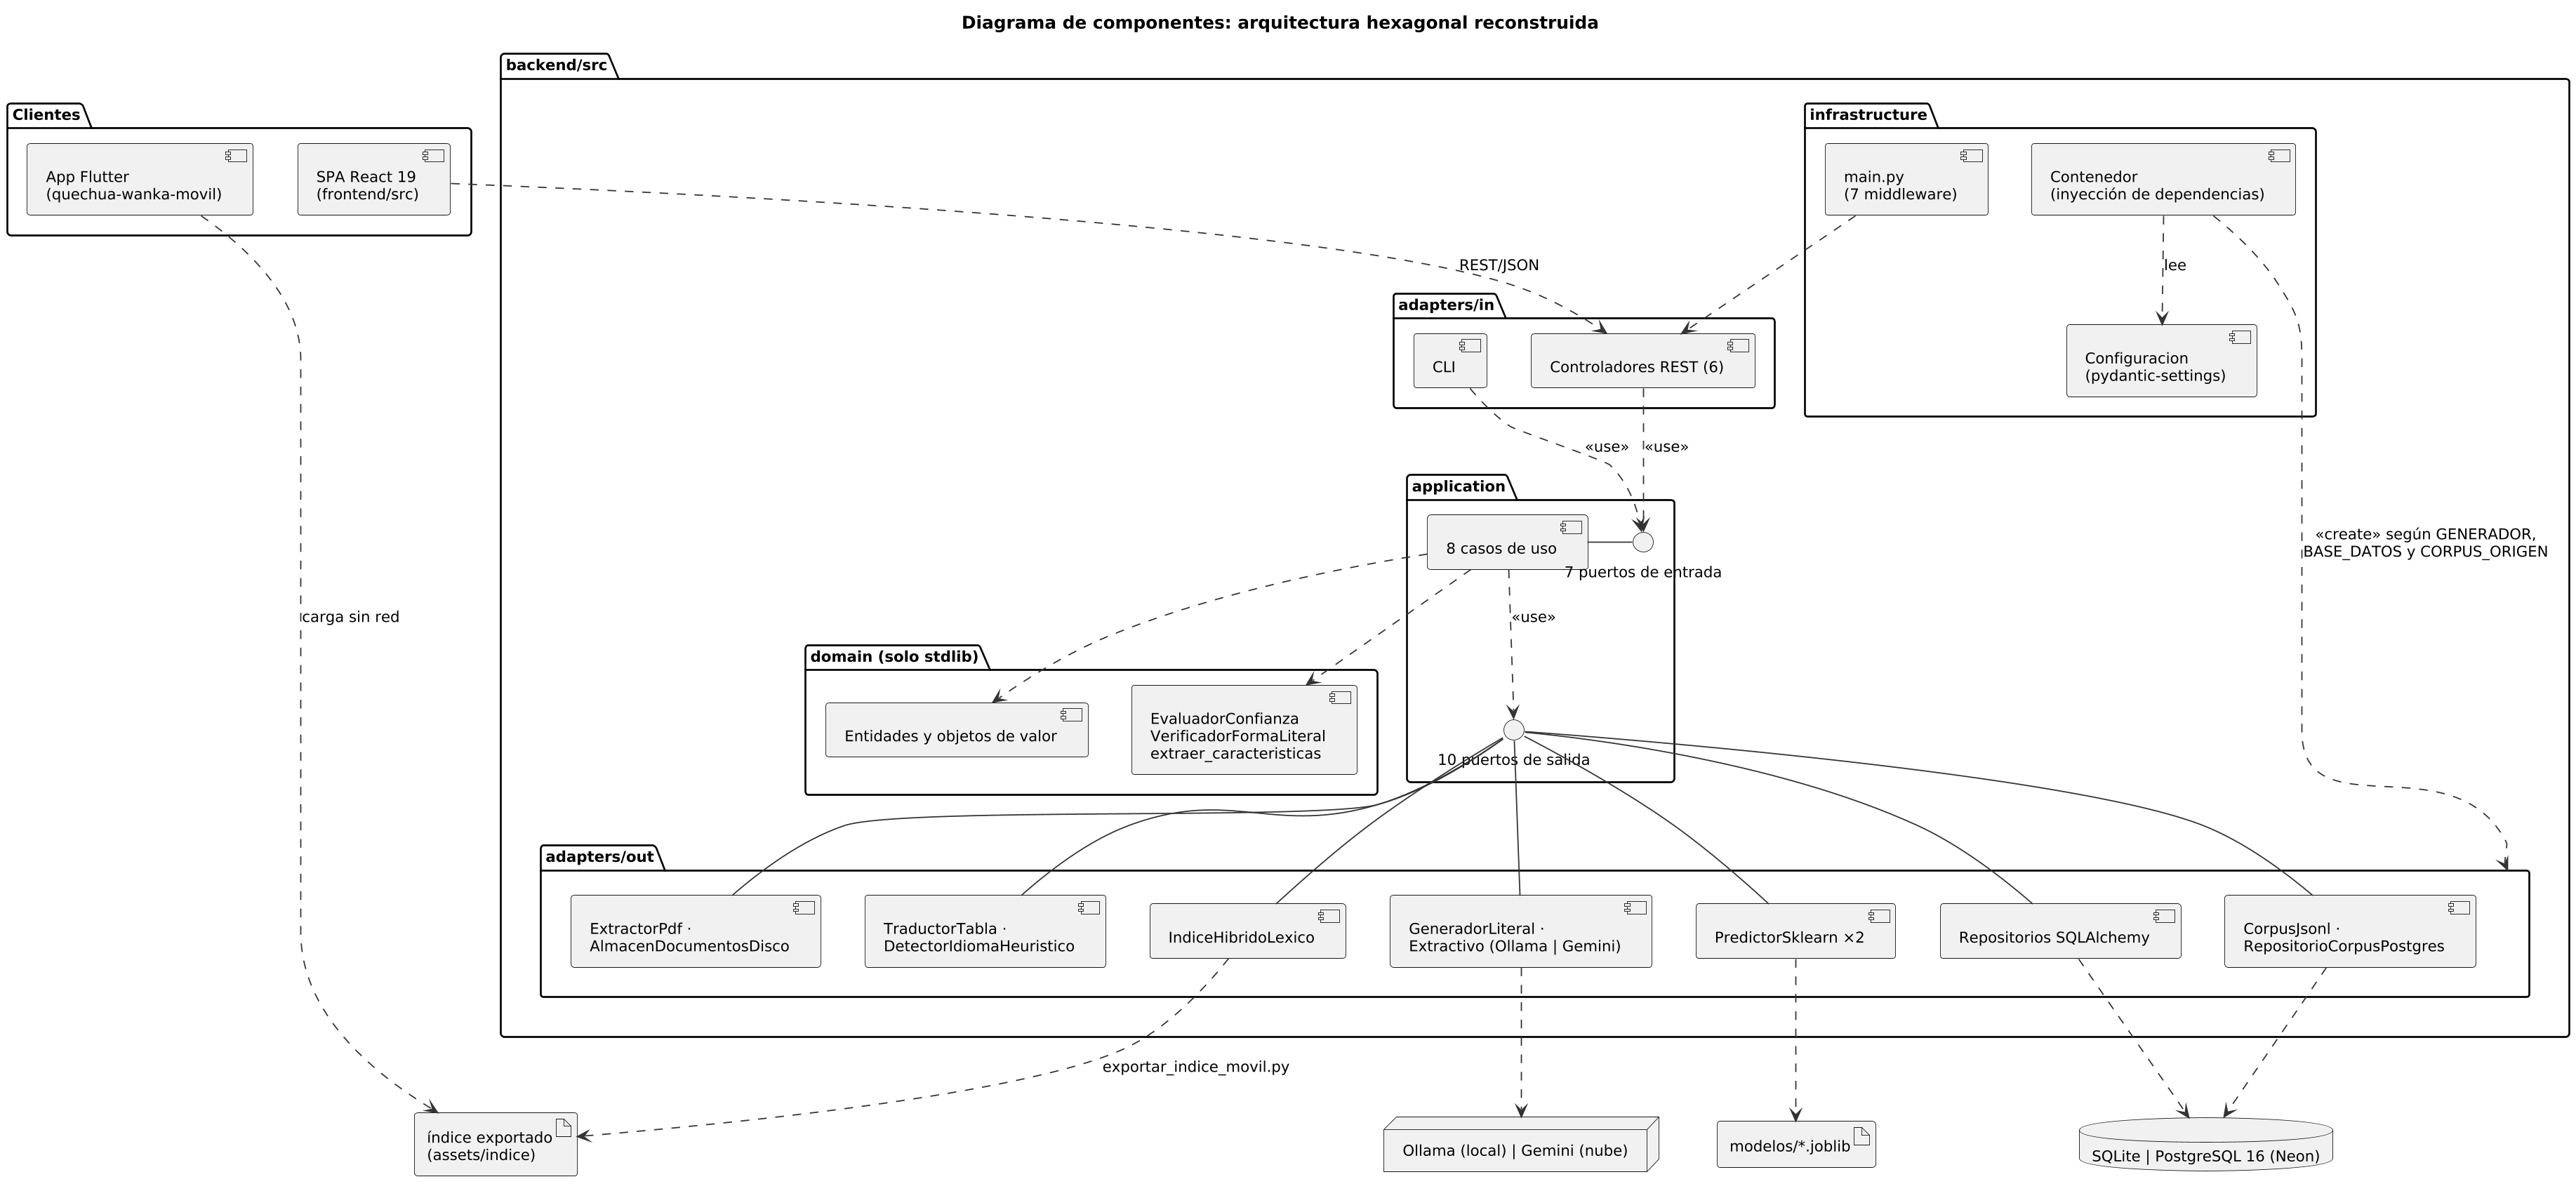 Diagrama de componentes: arquitectura hexagonal reconstruida
backend/src
Clientes
App Flutter
(quechua-wanka-movil)
SPA React 19
(frontend/src)
infrastructure
main.py
(7 middleware)
Contenedor
(inyección de dependencias)
REST/JSON
lee
adapters/in
CLI
Controladores REST (6)
Configuracion
(pydantic-settings)
«use»
«use»
application
8 casos de uso
7 puertos de entrada
«create» según GENERADOR,
BASE_DATOS y CORPUS_ORIGEN
carga sin red
«use»
domain (solo stdlib)
Entidades y objetos de valor
EvaluadorConfianza
VerificadorFormaLiteral
extraer_caracteristicas
10 puertos de salida
adapters/out
ExtractorPdf ·
AlmacenDocumentosDisco
TraductorTabla ·
DetectorIdiomaHeuristico
IndiceHibridoLexico
GeneradorLiteral ·
Extractivo (Ollama | Gemini)
PredictorSklearn ×2
Repositorios SQLAlchemy
CorpusJsonl ·
RepositorioCorpusPostgres
exportar_indice_movil.py
índice exportado
(assets/indice)
Ollama (local) | Gemini (nube)
modelos/*.joblib
SQLite | PostgreSQL 16 (Neon)